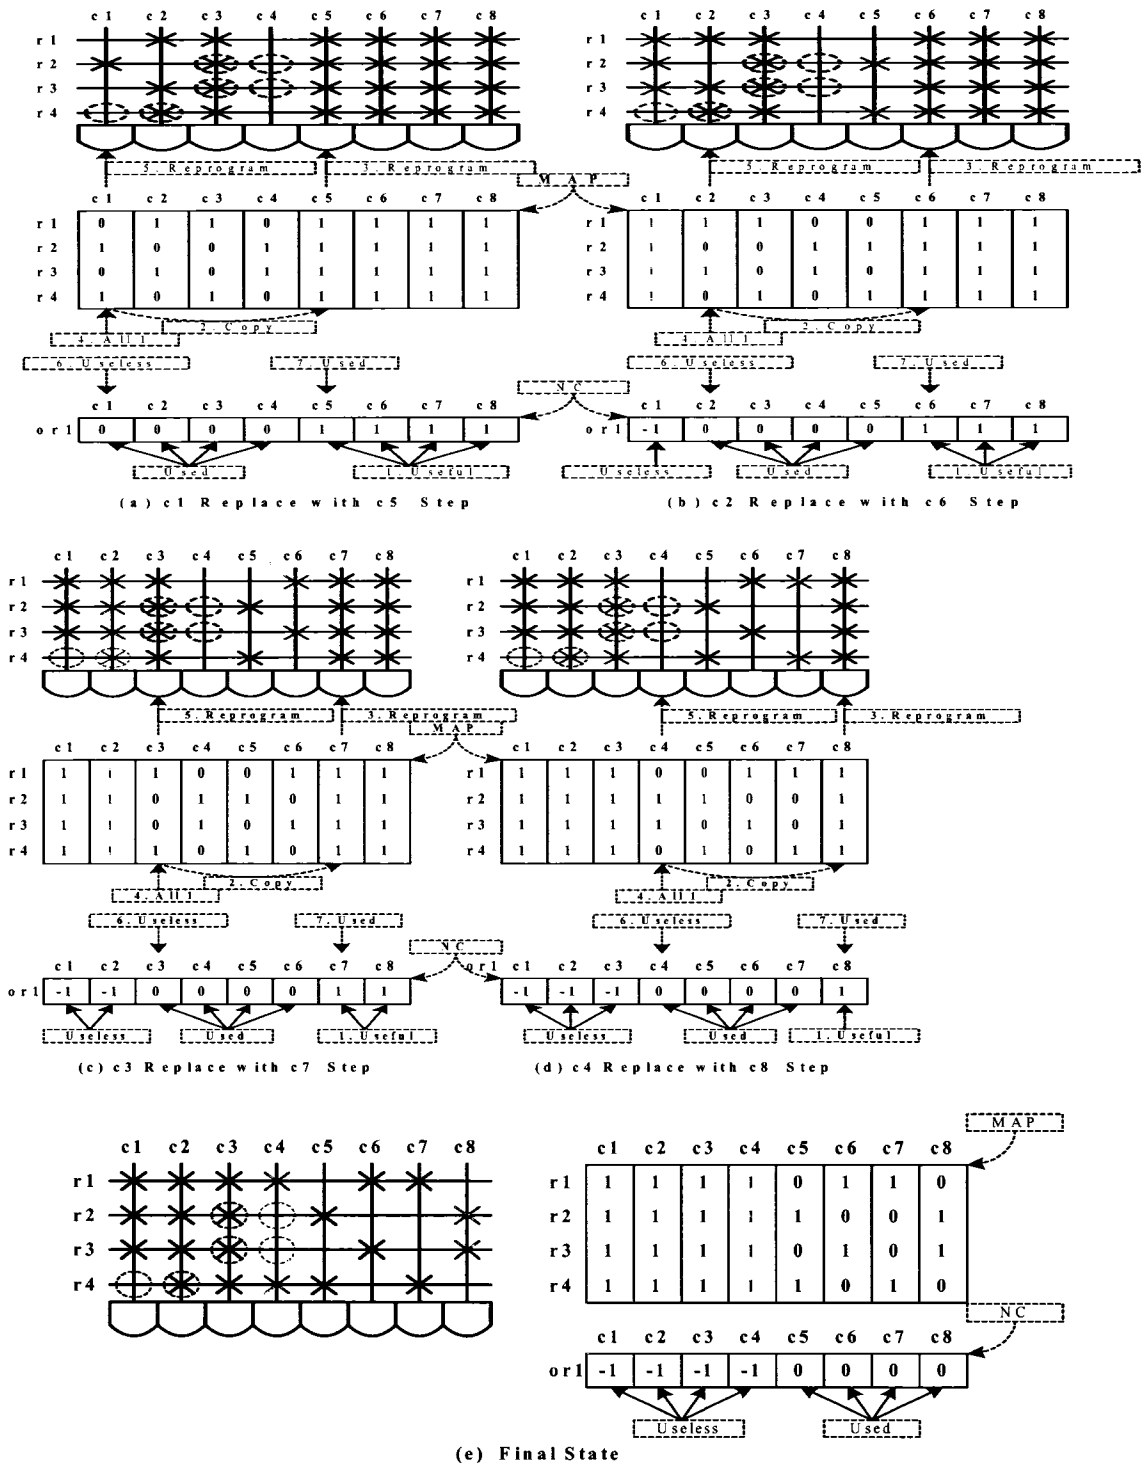 c1 c2 c3 c4 c5 c6 c7 c8
r1
r2
r3
r4
5. Reprogram
3. Reprogram
c1 c2 c3 c4 c5 c6 c7 c8
r1 0 1 1 0 1 1 1 1
r2 1 0 0 1 1 1 1 1
r3 0 1 0 1 1 1 1 1
r4 1 0 1 0 1 1 1 1
2. Copy
4. All 1
6. Useless
7. Used
c1 c2 c3 c4 c5 c6 c7 c8
or1 0 0 0 0 1 1 1 1
Used
1. Useful
(a) c1 Replace with c5 Step
MAP
NC
c1 c2 c3 c4 c5 c6 c7 c8
r1
r2
r3
r4
5. Reprogram
3. Reprogram
c1 c2 c3 c4 c5 c6 c7 c8
r1 1 1 1 0 0 1 1 1
r2 1 0 0 1 1 1 1 1
r3 1 1 0 1 0 1 1 1
r4 1 0 1 0 1 1 1 1
2. Copy
4. All 1
6. Useless
7. Used
c1 c2 c3 c4 c5 c6 c7 c8
or1 -1 0 0 0 0 1 1 1
Useless
Used
1. Useful
(b) c2 Replace with c6 Step
c1 c2 c3 c4 c5 c6 c7 c8
r1
r2
r3
r4
5. Reprogram
3. Reprogram
MAP
c1 c2 c3 c4 c5 c6 c7 c8
r1 1 1 1 0 0 1 1 1
r2 1 1 0 1 1 0 1 1
r3 1 1 0 1 0 1 1 1
r4 1 1 1 0 1 0 1 1
2. Copy
4. All 1
6. Useless
7. Used
NC
c1 c2 c3 c4 c5 c6 c7 c8
or1 -1 -1 0 0 0 0 1 1
Useless
Used
1. Useful
(c) c3 Replace with c7 Step
c1 c2 c3 c4 c5 c6 c7 c8
r1
r2
r3
r4
5. Reprogram
3. Reprogram
c1 c2 c3 c4 c5 c6 c7 c8
r1 1 1 1 0 0 1 1 1
r2 1 1 1 1 1 0 0 1
r3 1 1 1 1 0 1 0 1
r4 1 1 1 0 1 0 1 1
2. Copy
4. All 1
6. Useless
7. Used
or1 c1 c2 c3 c4 c5 c6 c7 c8
-1 -1 -1 0 0 0 0 1
Useless
Used
1. Useful
(d) c4 Replace with c8 Step
c1 c2 c3 c4 c5 c6 c7 c8
r1
r2
r3
r4
MAP
c1 c2 c3 c4 c5 c6 c7 c8
r1 1 1 1 1 0 1 1 0
r2 1 1 1 1 1 0 0 1
r3 1 1 1 1 0 1 0 1
r4 1 1 1 1 1 0 1 0
NC
c1 c2 c3 c4 c5 c6 c7 c8
or1 -1 -1 -1 -1 0 0 0 0
Useless
Used
(e) Final State